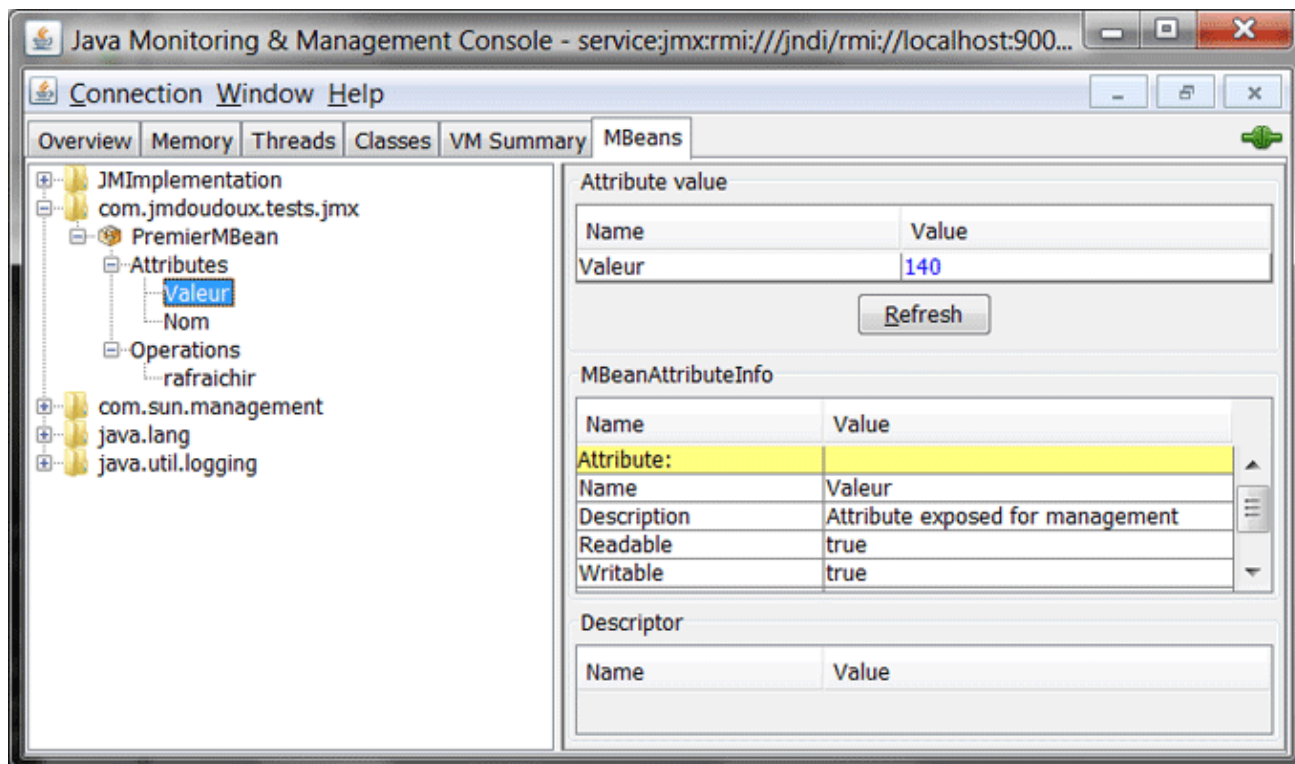 Java Monitoring & Management Console - service:jmx:rmi:///jndi/rmi://localhost:900...
Connection Window Help
Overview Memory Threads Classes VM Summary MBeans
JMImplementation
com.jmdoudoux.tests.jmx
PremierMBean
Attributes
Valeur
Nom
Operations
rafraichir
com.sun.management
java.lang
java.util.logging
Attribute value
Name Value
Valeur 140
Refresh
MBeanAttributeInfo
Name Value
Attribute:
Name Valeur
Description Attribute exposed for management
Readable true
Writable true
Descriptor
Name Value